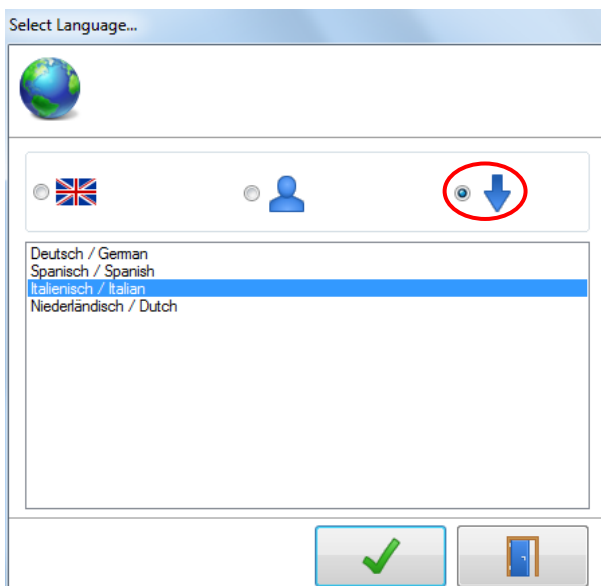 Select Language...
Deutsch / German
Spanisch / Spanish
Italienisch / Italian
Niederländisch / Dutch